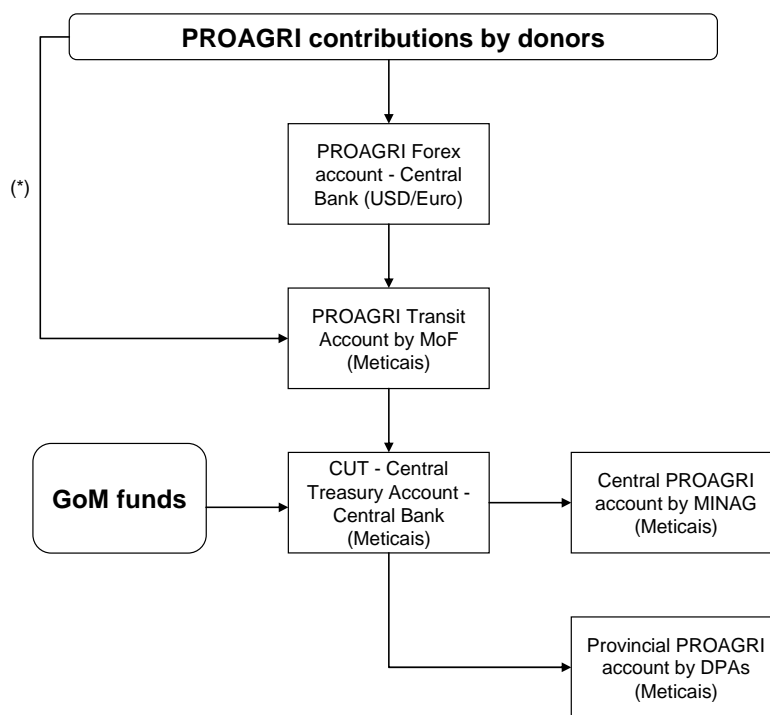 PROAGRI contributions by donors
PROAGRI Forex
account - Central
Bank (USD/Euro)
(*)
PROAGRI Transit
Account by MoF
(Meticais)
GoM funds
CUT - Central
Treasury Account -
Central Bank
(Meticais)
Central PROAGRI
account by MINAG
(Meticais)
Provincial PROAGRI
account by DPAs
(Meticais)